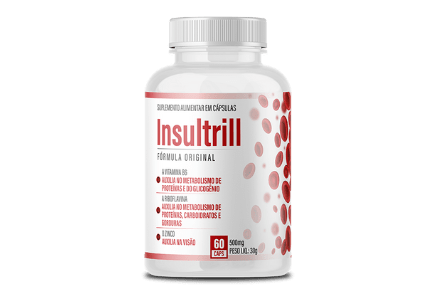 SUPLEMENTO ALIMENTAR EM CÁPSULAS
Insultrill
FÓRMULA ORIGINAL
A VITAMINA B6
AUXILIA NO METABOLISMO DE
PROTEÍNAS E DO GLICOGÊNIO
A RIBOFLAVINA
AUXILIA NO METABOLISMO DE
PROTEÍNAS, CARBOIDRATOS E
GORDURAS
O ZINCO
AUXILIA NA VISÃO
60
CAPS
500mg
PESO LIQ.: 30g